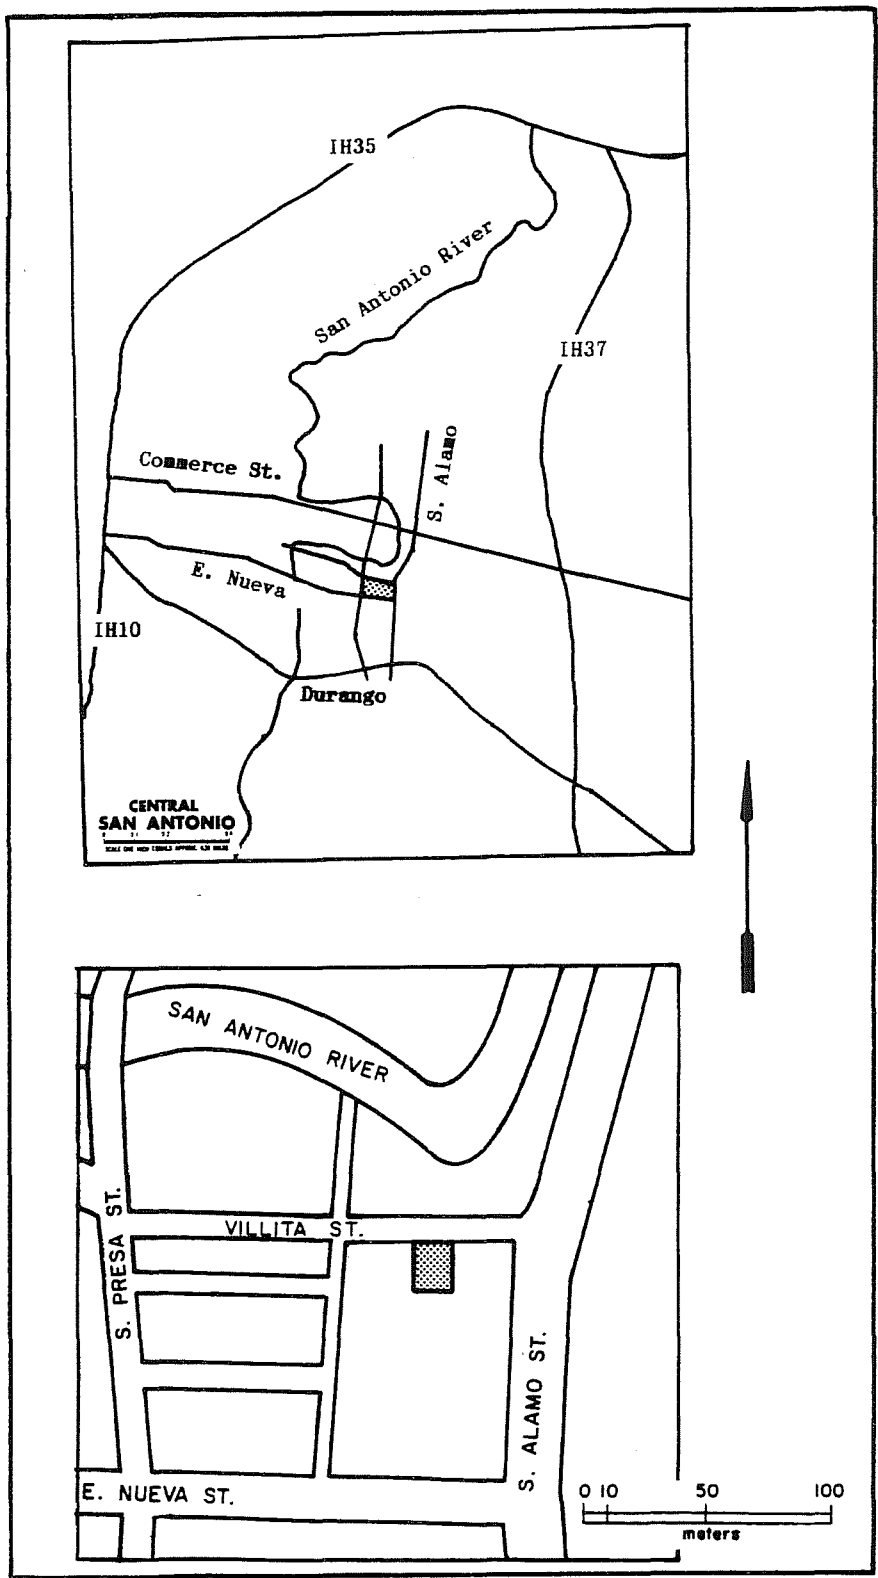 IH35
San Antonio River
IH37
Commerce St.
S. Alamo
E. Nueva
IH10
Durango
CENTRAL
SAN ANTONIO
SAN ANTONIO RIVER
VILLITA ST.
S. PRESA ST.
S. ALAMO ST.
E. NUEVA ST.
0 10 50 100
meters